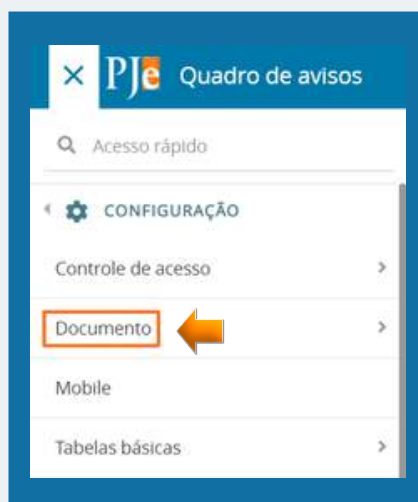 PJe Quadro de avisos
Acesso rápido
CONFIGURAÇÃO
Controle de acesso
Documento
Mobile
Tabelas básicas